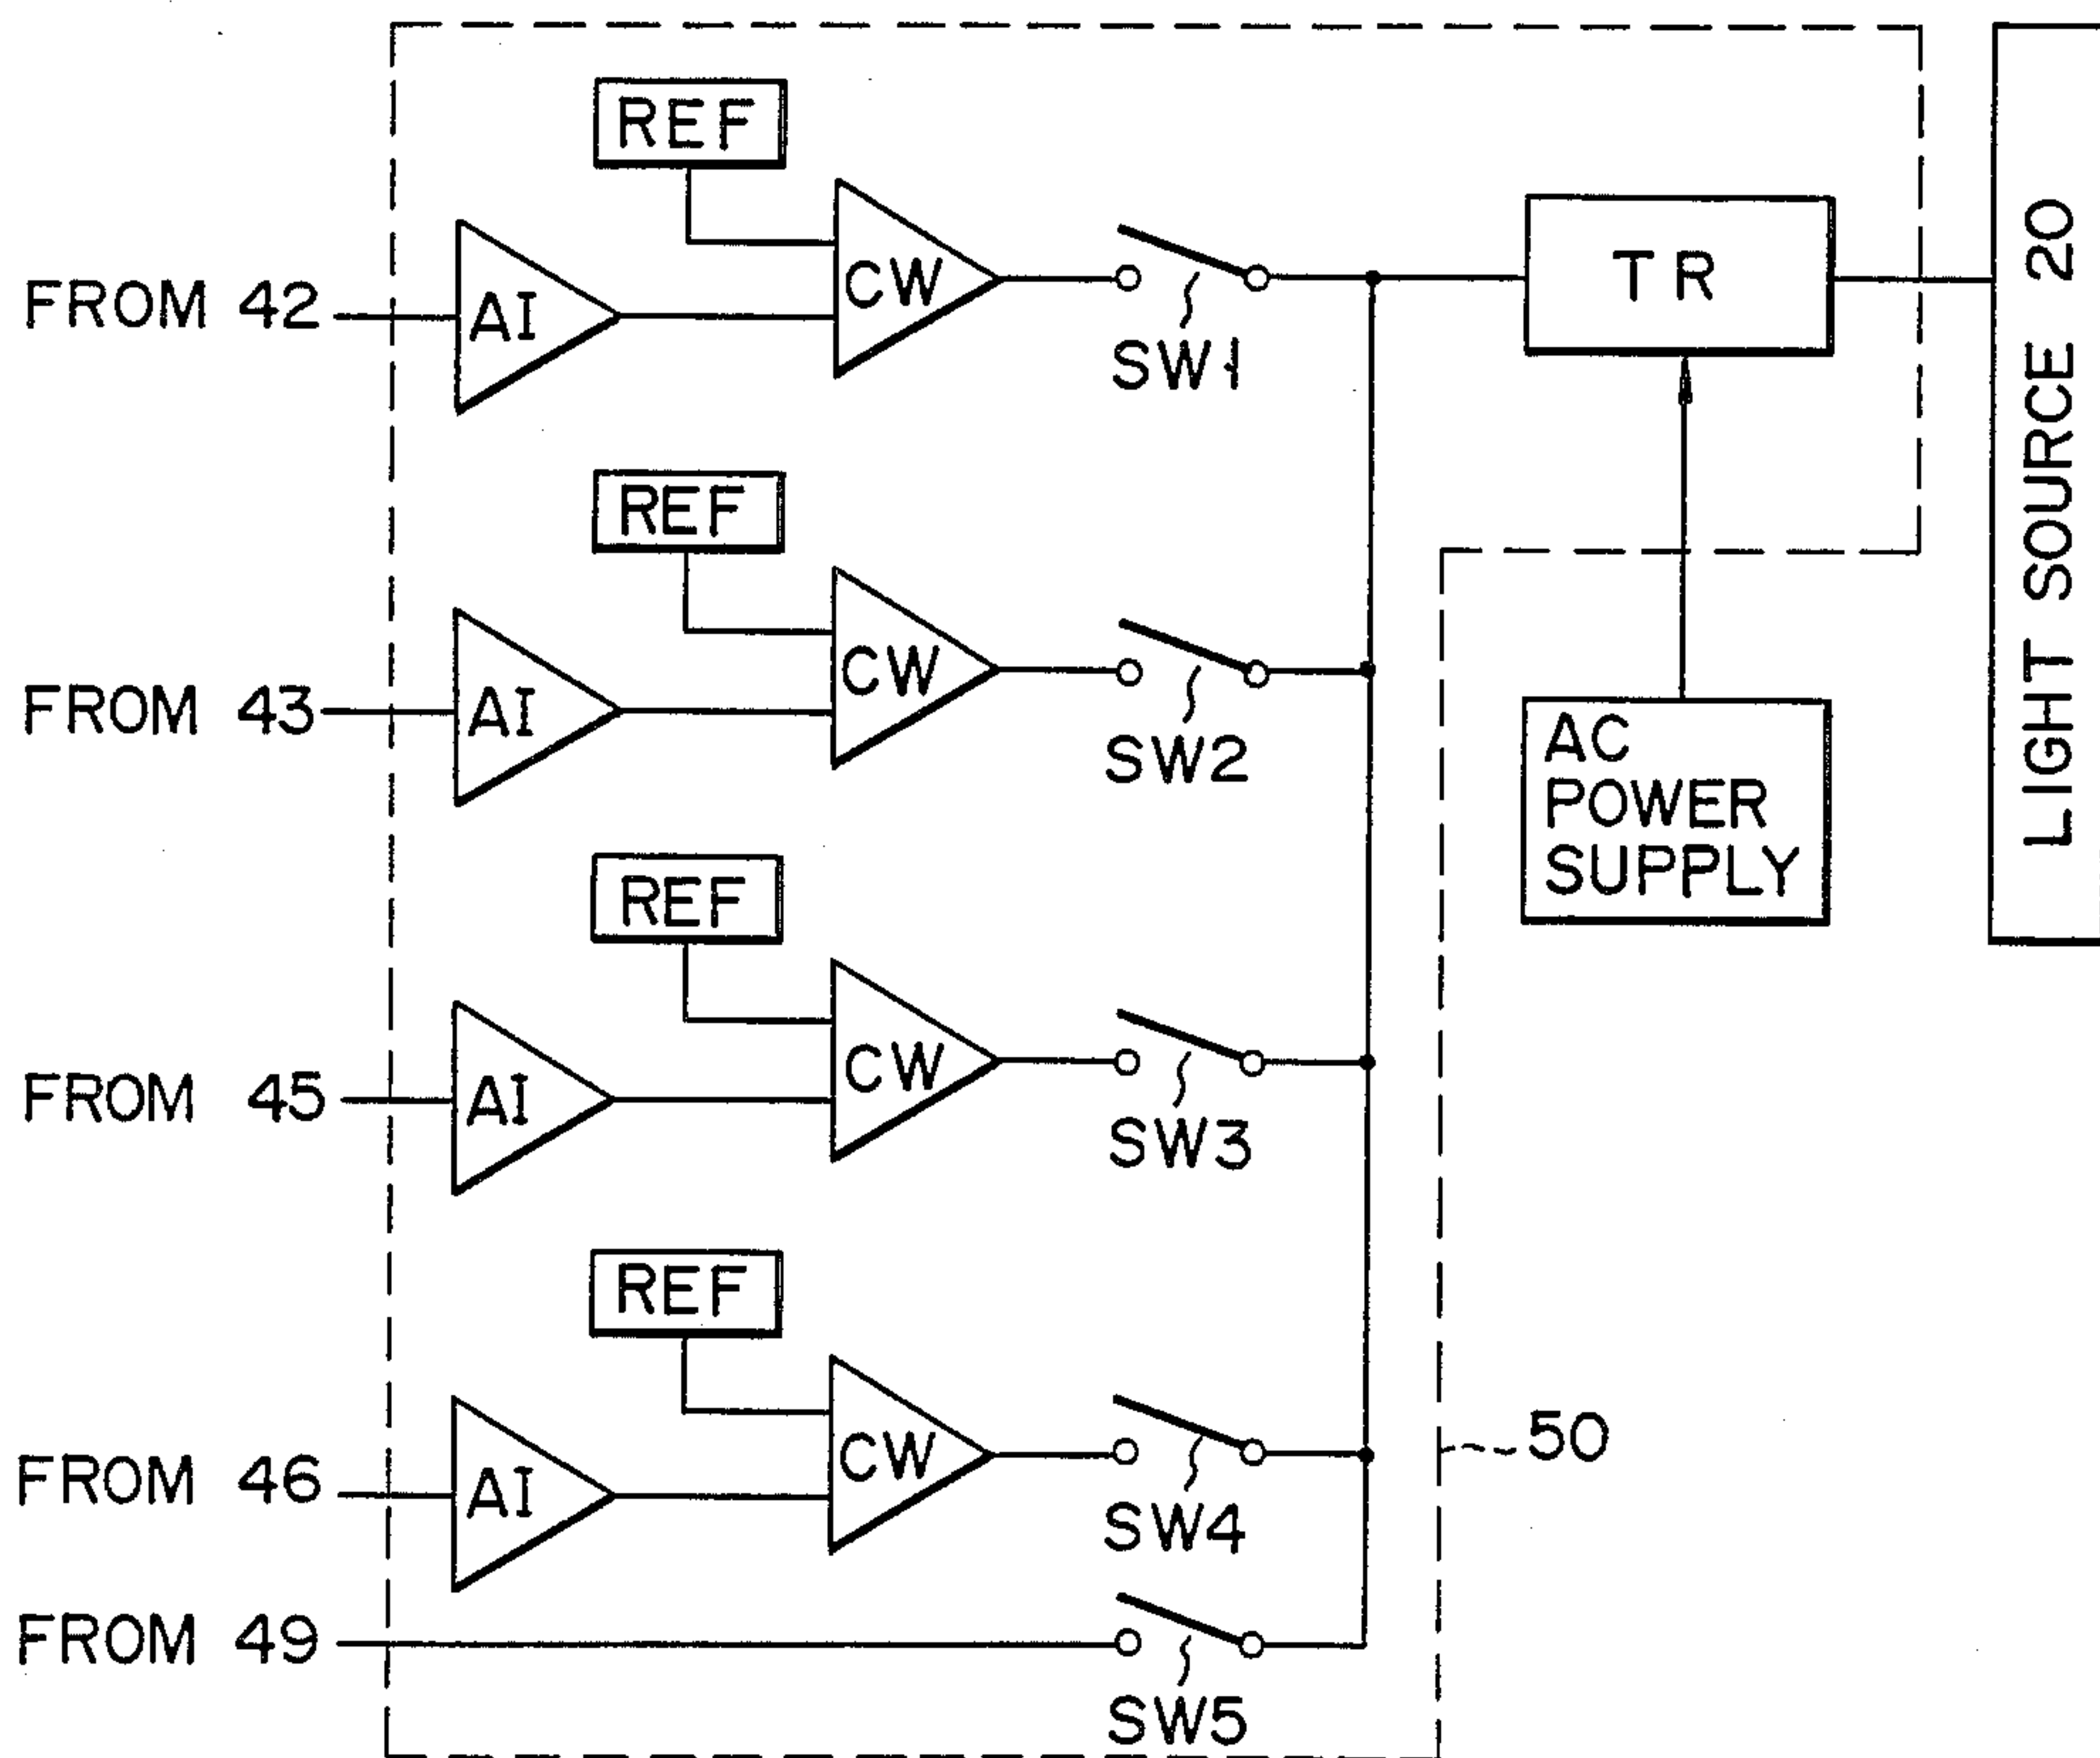 REF
FROM 42
AI
CW
SW1
TR
LIGHT SOURCE 20
REF
FROM 43
AI
CW
SW2
AC
POWER
SUPPLY
REF
FROM 45
AI
CW
SW3
REF
FROM 46
AI
CW
SW4
50
FROM 49
SW5